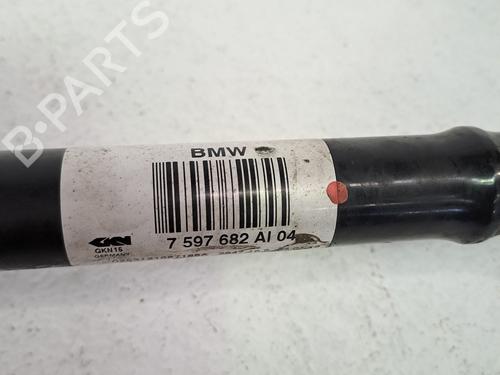 B-PARTS
BMW
7 597 682 AI 04
GKN
GKN16
GERMANY